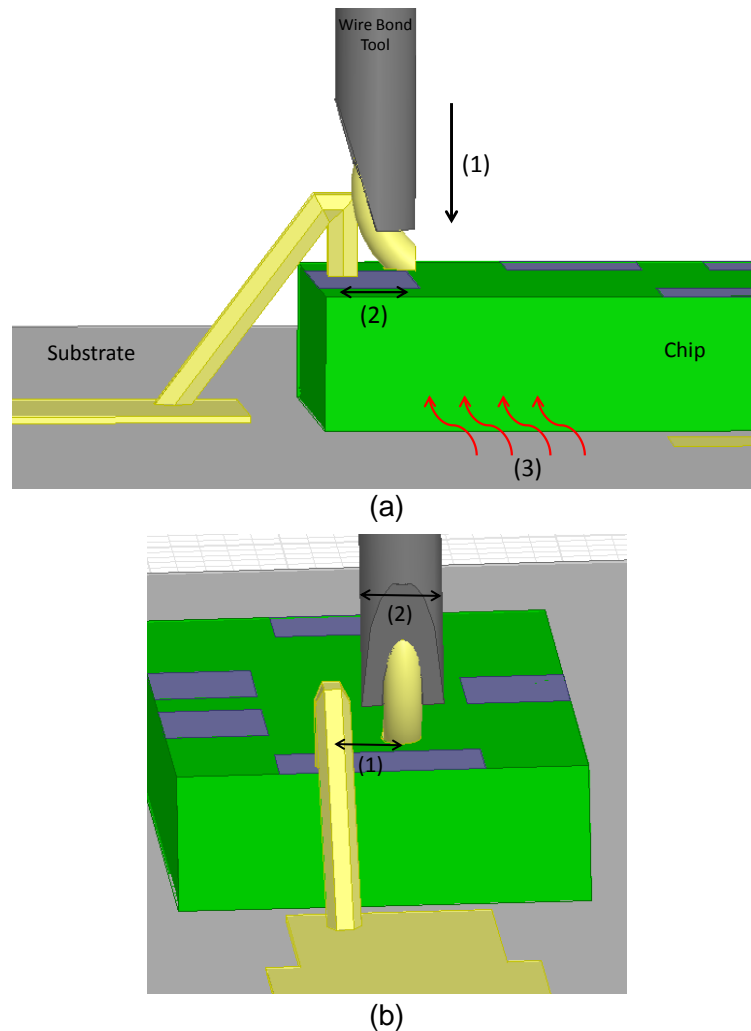 Wire Bond
Tool
(1)
(2)
Substrate
Chip
(3)
(a)
(2)
(1)
(b)